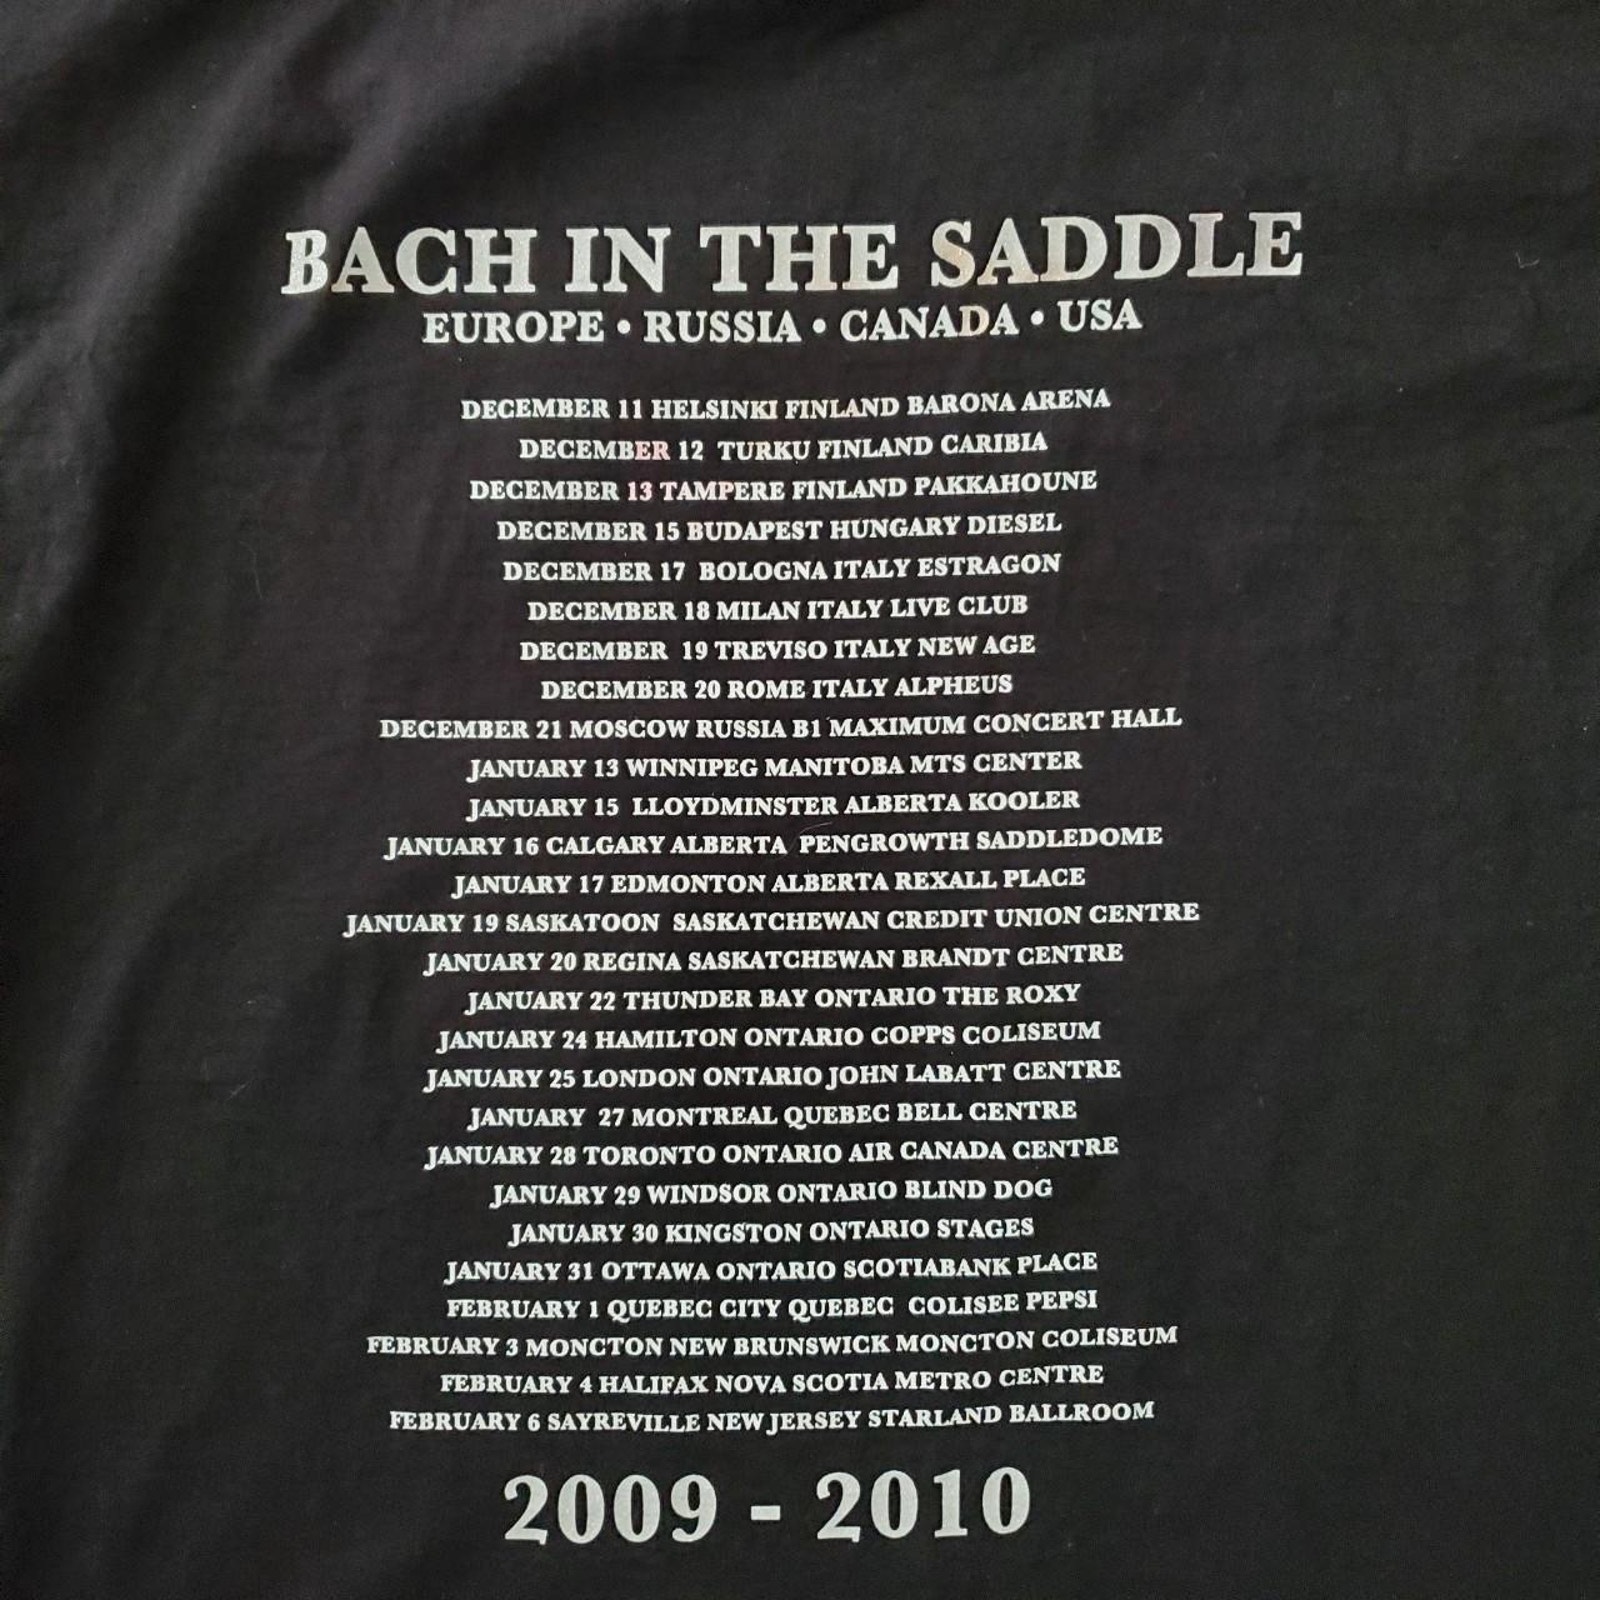 BACH IN THE SADDLE
EUROPE • RUSSIA • CANADA • USA
DECEMBER 11 HELSINKI FINLAND BARONA ARENA
DECEMBER 12 TURKU FINLAND CARIBIA
DECEMBER 13 TAMPERE FINLAND PAKKAHOUNE
DECEMBER 15 BUDAPEST HUNGARY DIESEL
DECEMBER 17 BOLOGNA ITALY ESTRAGON
DECEMBER 18 MILAN ITALY LIVE CLUB
DECEMBER 19 TREVISO ITALY NEW AGE
DECEMBER 20 ROME ITALY ALPHEUS
DECEMBER 21 MOSCOW RUSSIA B1 MAXIMUM CONCERT HALL
JANUARY 13 WINNIPEG MANITOBA MTS CENTER
JANUARY 15 LLOYDMINSTER ALBERTA KOOLER
JANUARY 16 CALGARY ALBERTA PENGROWTH SADDLEDOME
JANUARY 17 EDMONTON ALBERTA REXALL PLACE
JANUARY 19 SASKATOON SASKATCHEWAN CREDIT UNION CENTRE
JANUARY 20 REGINA SASKATCHEWAN BRANDT CENTRE
JANUARY 22 THUNDER BAY ONTARIO THE ROXY
JANUARY 24 HAMILTON ONTARIO COPPS COLISEUM
JANUARY 25 LONDON ONTARIO JOHN LABATT CENTRE
JANUARY 27 MONTREAL QUEBEC BELL CENTRE
JANUARY 28 TORONTO ONTARIO AIR CANADA CENTRE
JANUARY 29 WINDSOR ONTARIO BLIND DOG
JANUARY 30 KINGSTON ONTARIO STAGES
JANUARY 31 OTTAWA ONTARIO SCOTIABANK PLACE
FEBRUARY 1 QUEBEC CITY QUEBEC COLISEE PEPSI
FEBRUARY 3 MONCTON NEW BRUNSWICK MONCTON COLISEUM
FEBRUARY 4 HALIFAX NOVA SCOTIA METRO CENTRE
FEBRUARY 6 SAYREVILLE NEW JERSEY STARLAND BALLROOM
2009 - 2010